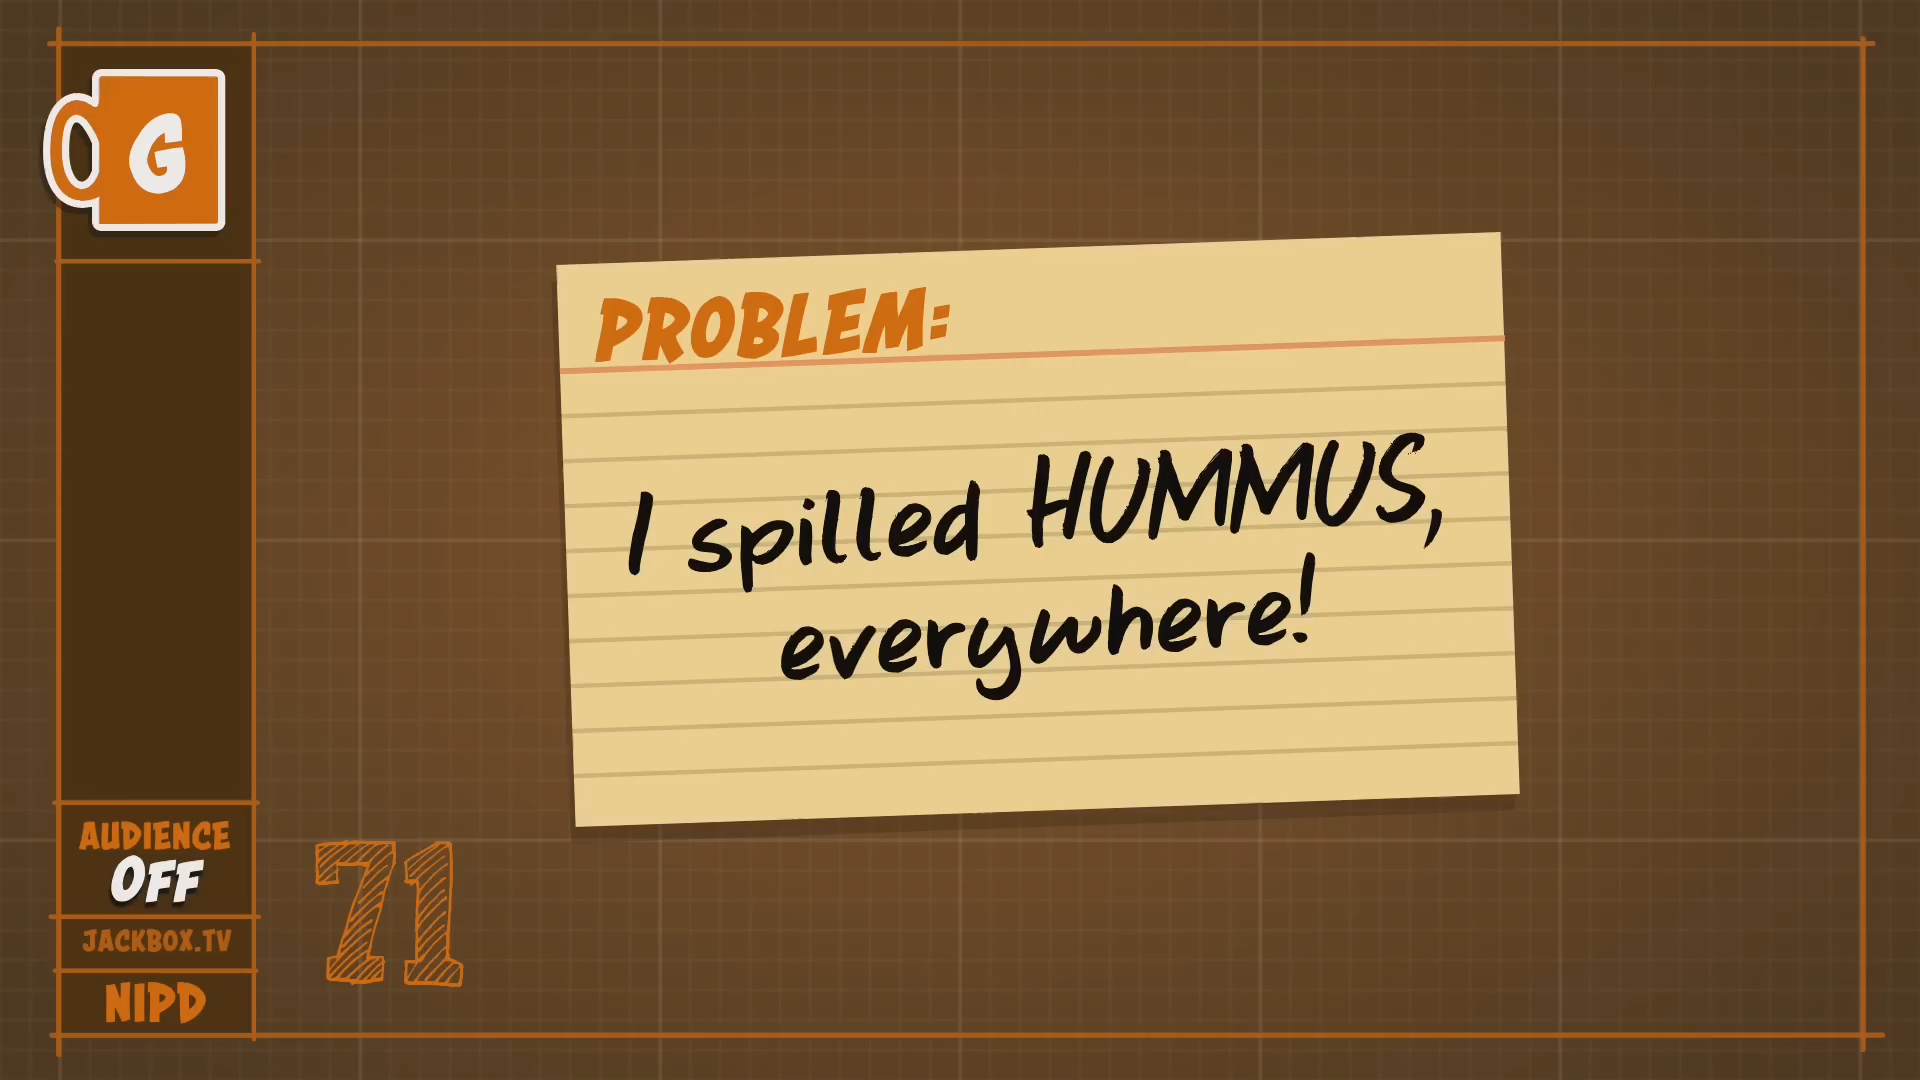 G
PROBLEM:
I spilled HUMMUS,
everywhere!
AUDIENCE
OFF
JACKBOX.TV
NIPD
71